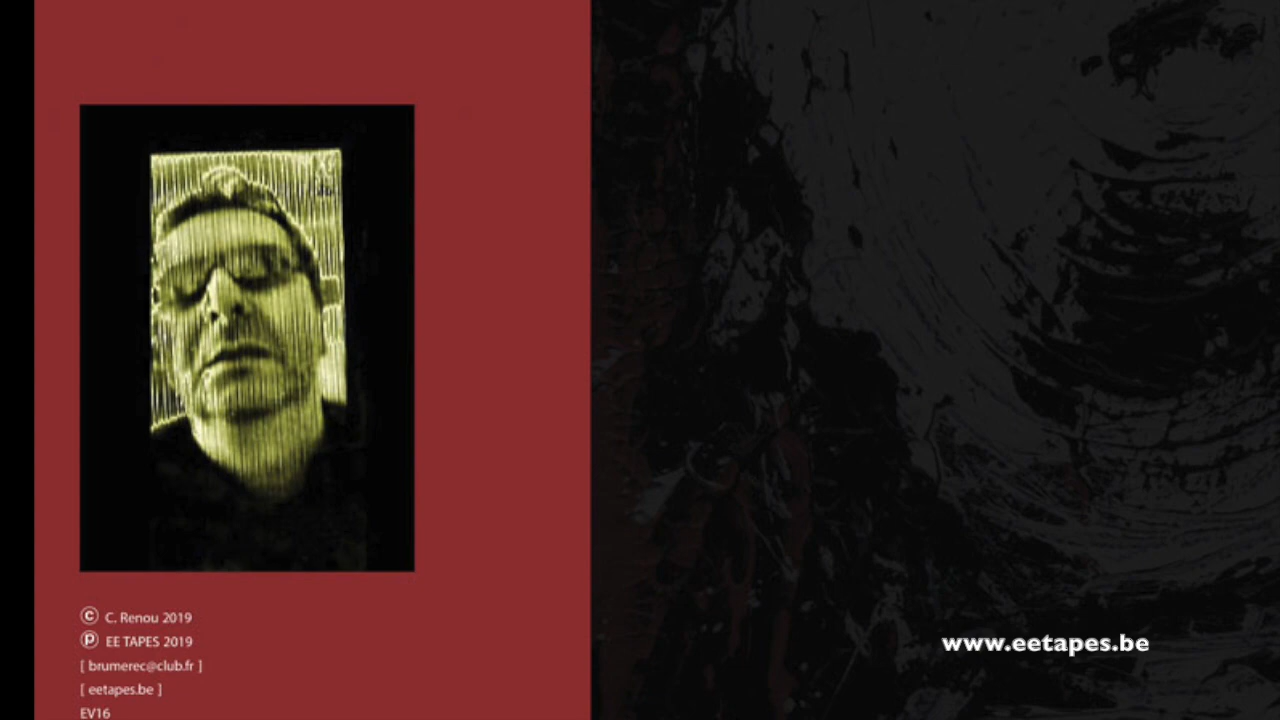 © C. Renou 2019
℗ EE TAPES 2019
[ brumerec@club.fr ]
[ eetapes.be ]
EV16
www.eetapes.be